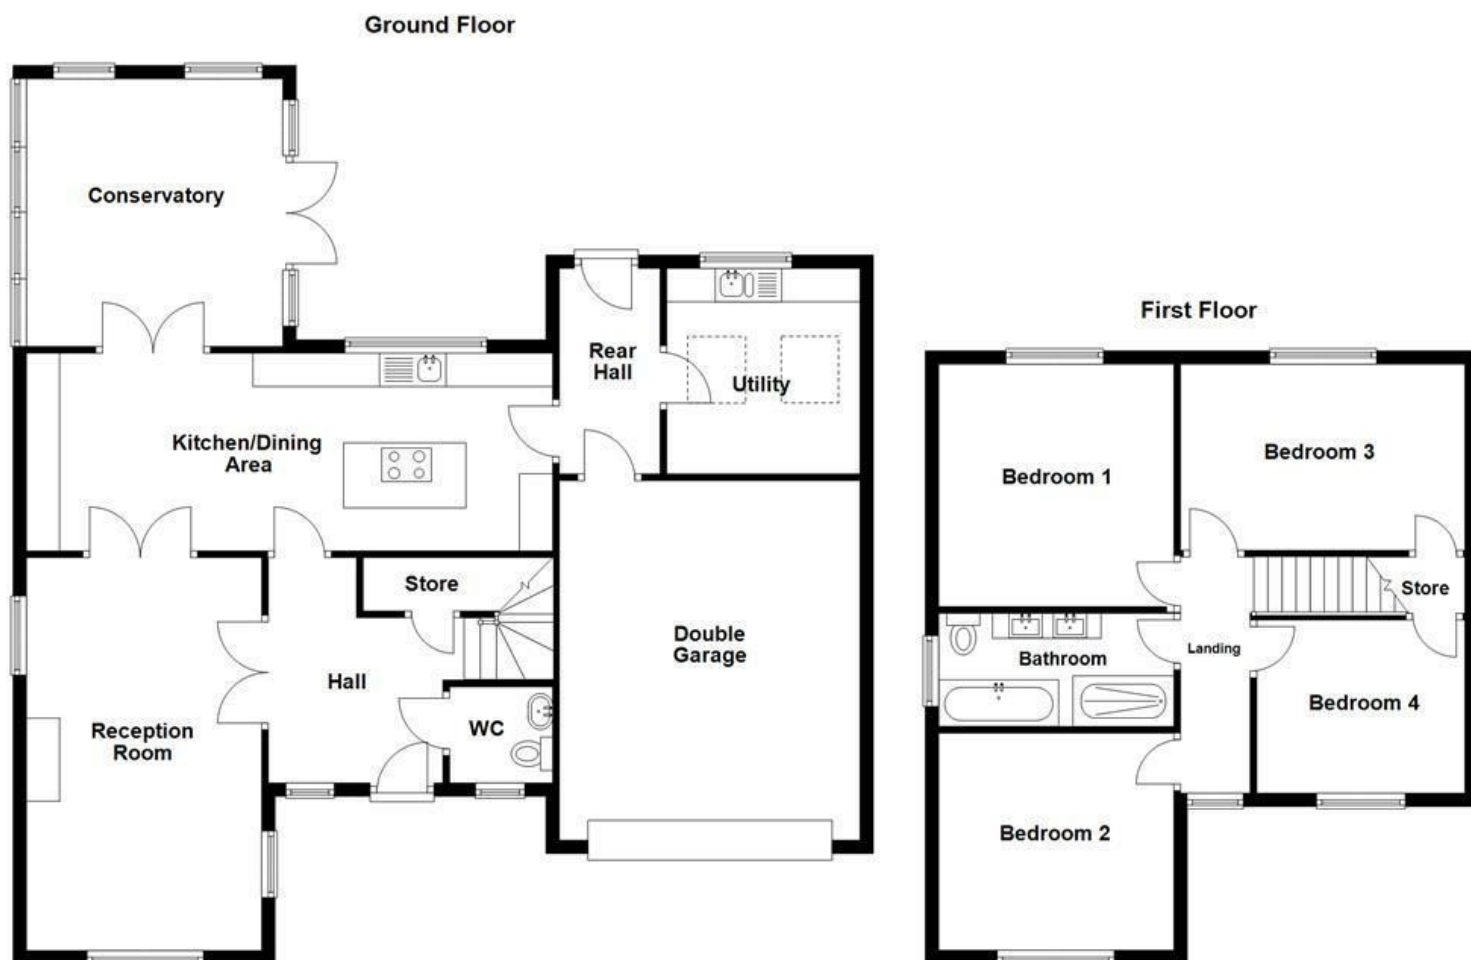 Ground Floor
Conservatory
Rear
Hall
Utility
Kitchen/Dining
Area
Store
Double
Garage
Hall
WC
Reception
Room
First Floor
Bedroom 1
Bedroom 3
Store
Bathroom
Landing
Bedroom 4
Bedroom 2